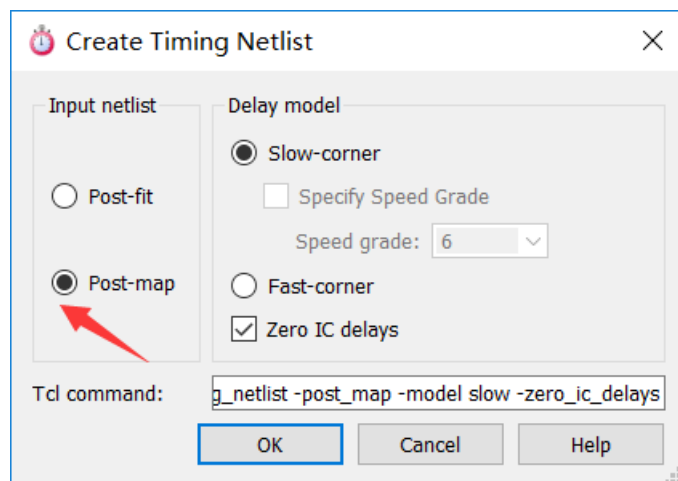 Create Timing Netlist
Input netlist
Post-fit
Post-map
Delay model
Slow-corner
Specify Speed Grade
Speed grade: 6
Fast-corner
Zero IC delays
Tcl command: g_netlist -post_map -model slow -zero_ic_delays
OK Cancel Help